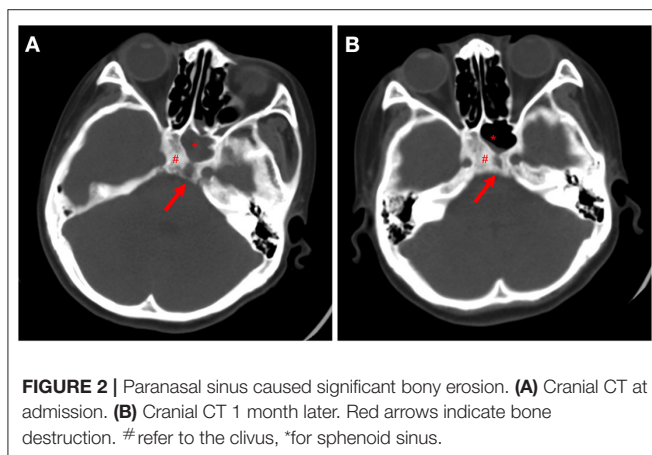 A
B
*
#
*
#
FIGURE 2 | Paranasal sinus caused significant bony erosion. (A) Cranial CT at
admission. (B) Cranial CT 1 month later. Red arrows indicate bone
destruction. # refer to the clivus, *for sphenoid sinus.